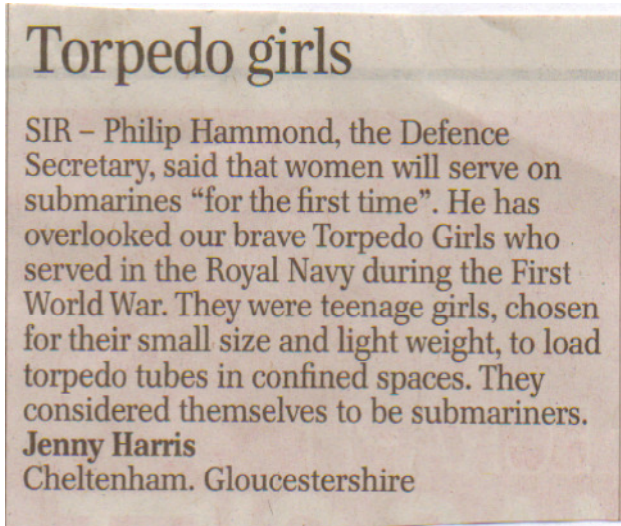 Torpedo girls
SIR – Philip Hammond, the Defence
Secretary, said that women will serve on
submarines “for the first time”. He has
overlooked our brave Torpedo Girls who
served in the Royal Navy during the First
World War. They were teenage girls, chosen
for their small size and light weight, to load
torpedo tubes in confined spaces. They
considered themselves to be submariners.
Jenny Harris
Cheltenham. Gloucestershire